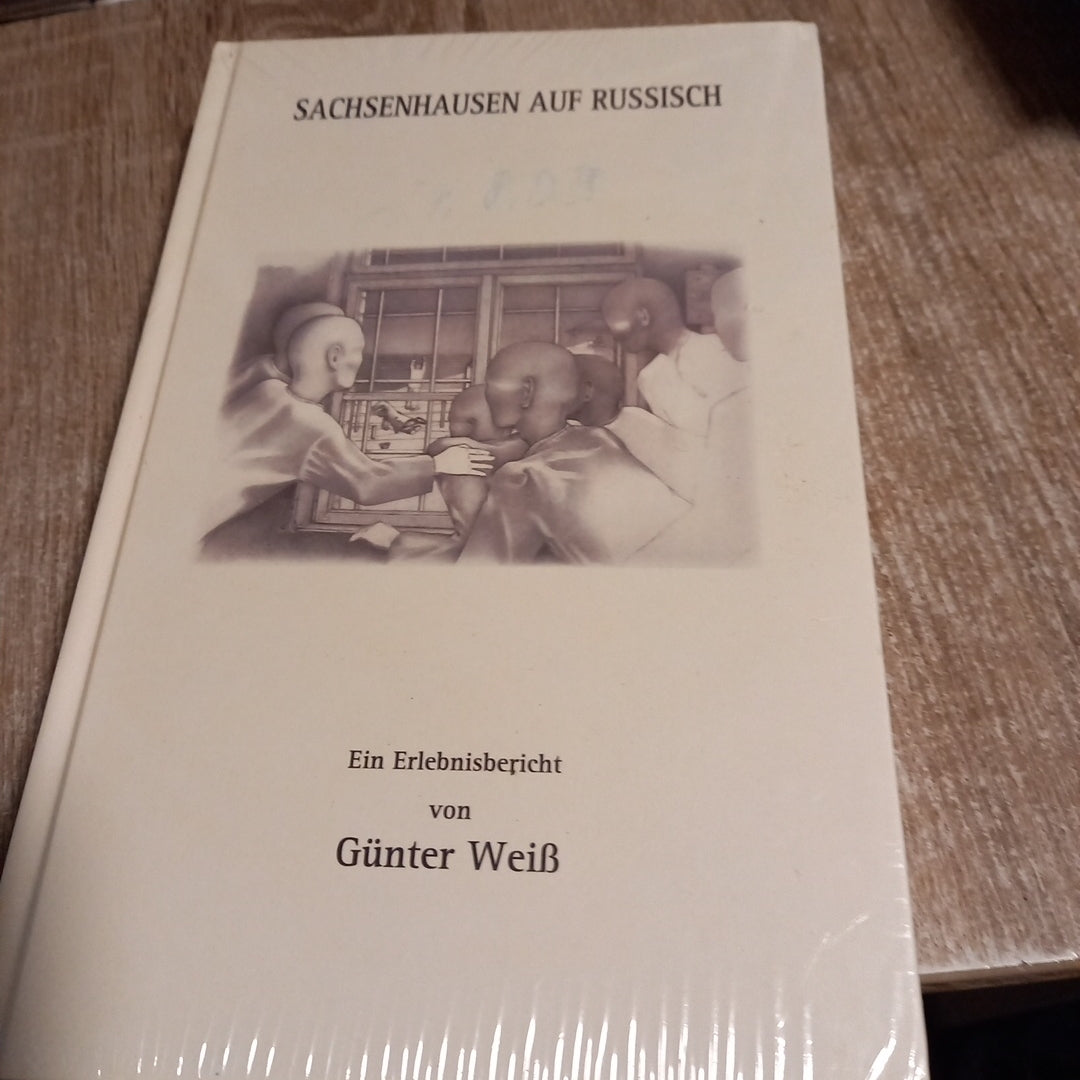 SACHSENHAUSEN AUF RUSSISCH
Ein Erlebnisbericht
von
Günter Weiß